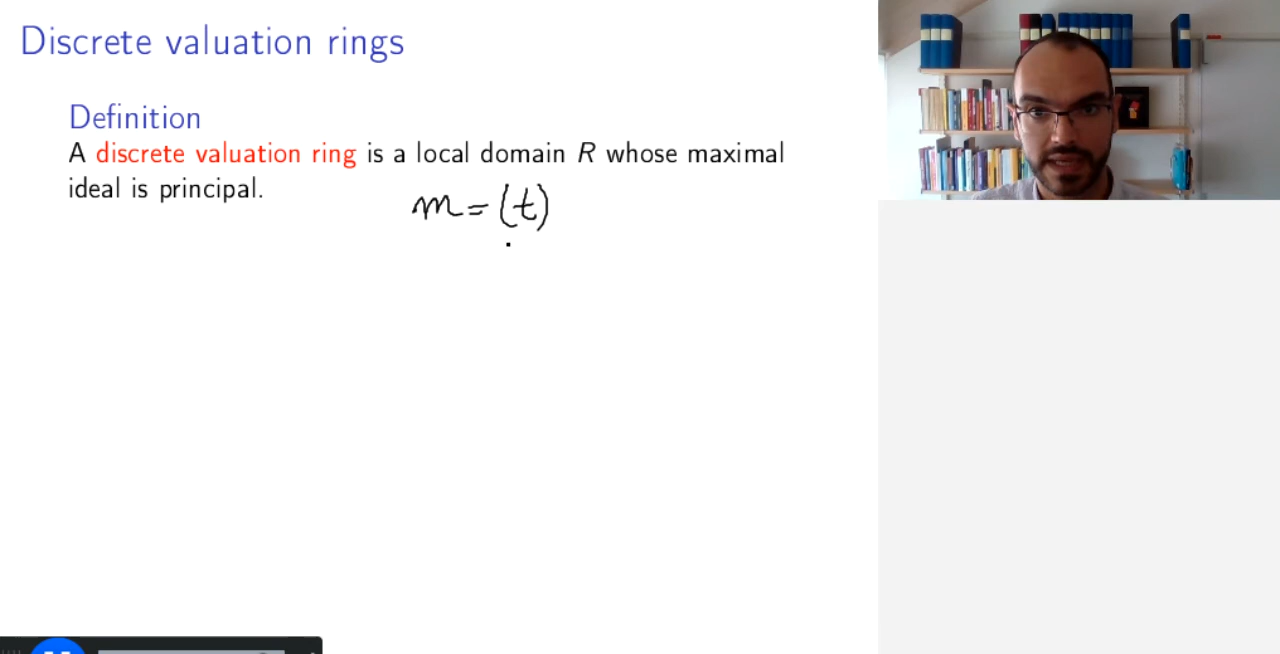 Discrete valuation rings
Definition
A discrete valuation ring is a local domain R whose maximal
ideal is principal.
m = (t)